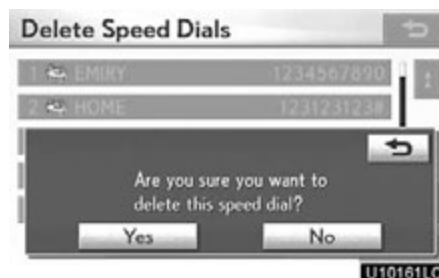 Delete Speed Dials
1 EMIRY 1234567890
2 HOME 123123123#
Are you sure you want to
delete this speed dial?
Yes No
U10161LC